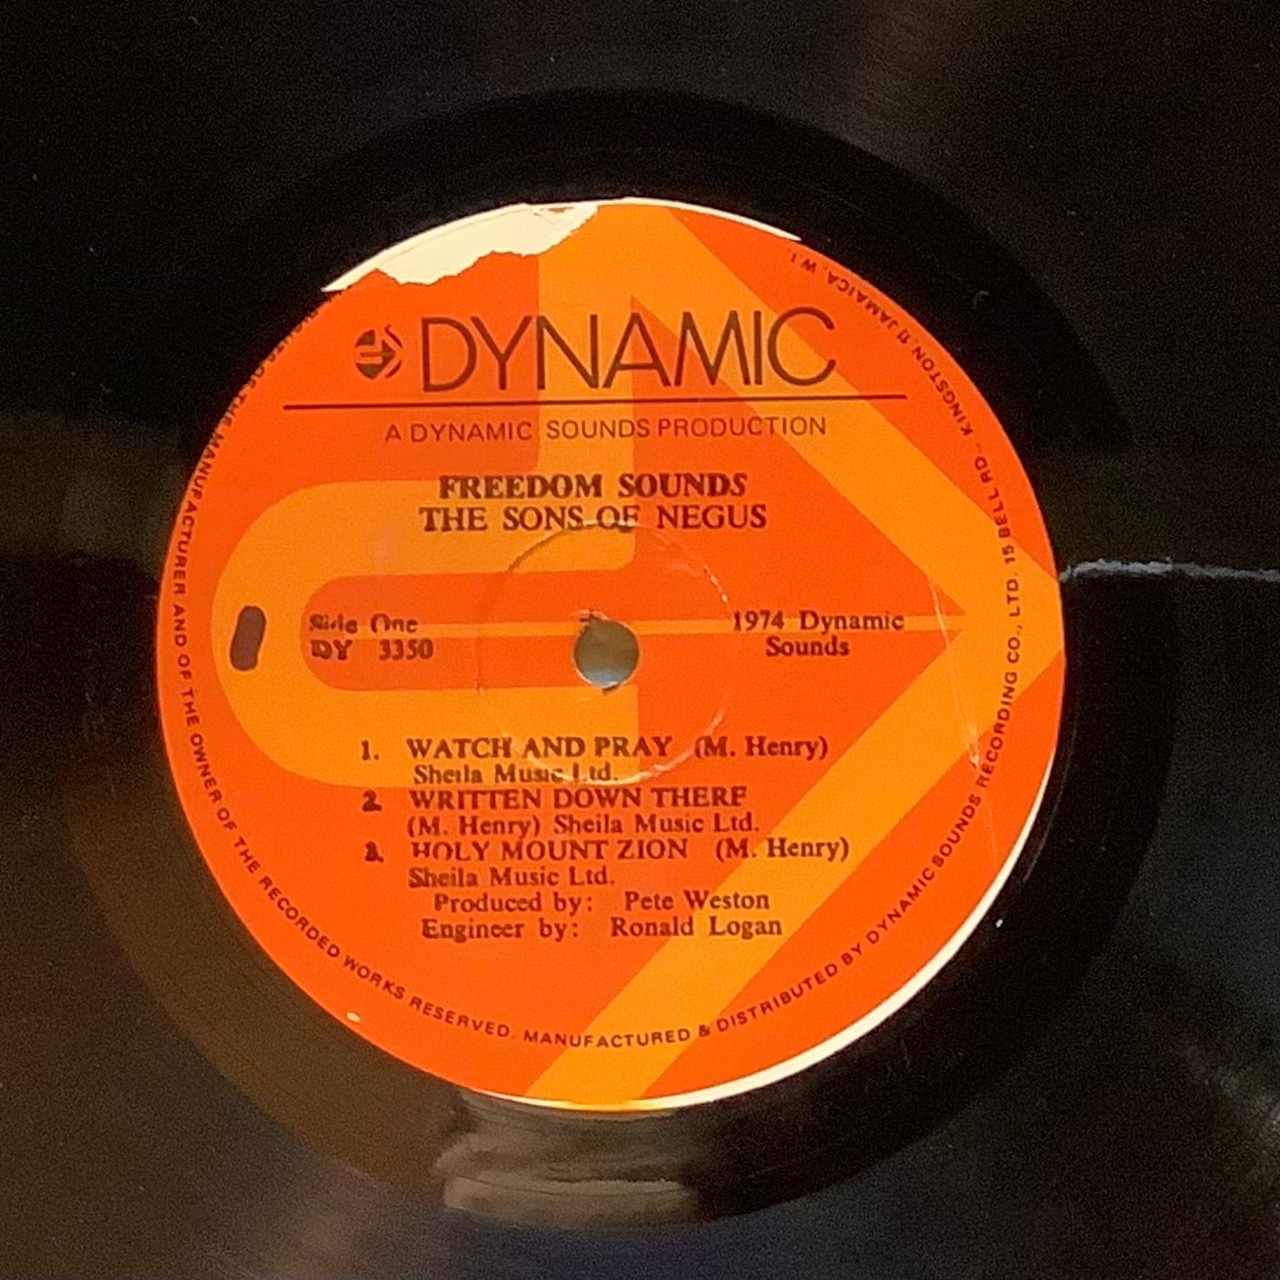 DYNAMIC
A DYNAMIC SOUNDS PRODUCTION
FREEDOM SOUNDS
THE SONS OF NEGUS
Side One
DY 3350
1974 Dynamic
Sounds
1. WATCH AND PRAY (M. Henry)
Sheila Music Ltd.
2. WRITTEN DOWN THERE
(M. Henry) Sheila Music Ltd.
3. HOLY MOUNT ZION (M. Henry)
Sheila Music Ltd.
Produced by: Pete Weston
Engineer by: Ronald Logan
RIGHTS OF THE MANUFACTURER AND OF THE OWNER OF THE RECORDED WORKS RESERVED. MANUFACTURED & DISTRIBUTED BY DYNAMIC SOUNDS RECORDING CO., LTD. 15 BELL RD., KINGSTON, 11 JAMAICA, W.I.